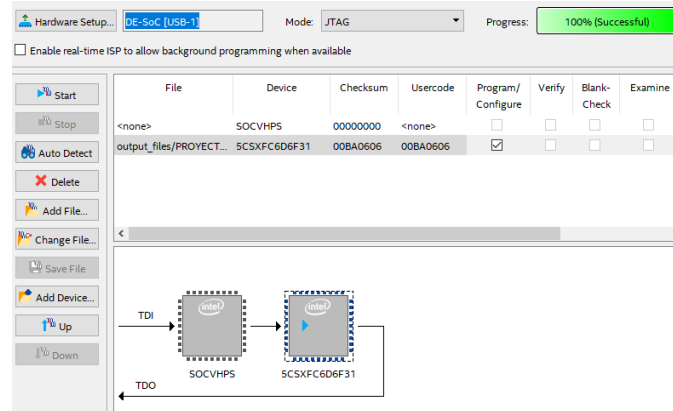 Hardware Setup... DE-SoC [USB-1] Mode: JTAG Progress: 100% (Successful)
Enable real-time ISP to allow background programming when available
Start
Stop
Auto Detect
Delete
Add File...
Change File...
Save File
Add Device...
Up
Down
File Device Checksum Usercode Program/ Configure Verify Blank- Check Examine
<none> SOCVHPS 00000000 <none>
output_files/PROYECT... 5CSXFC6D6F31 00BA0606 00BA0606
TDI
intel
intel
SOCVHPS
5CSXFC6D6F31
TDO